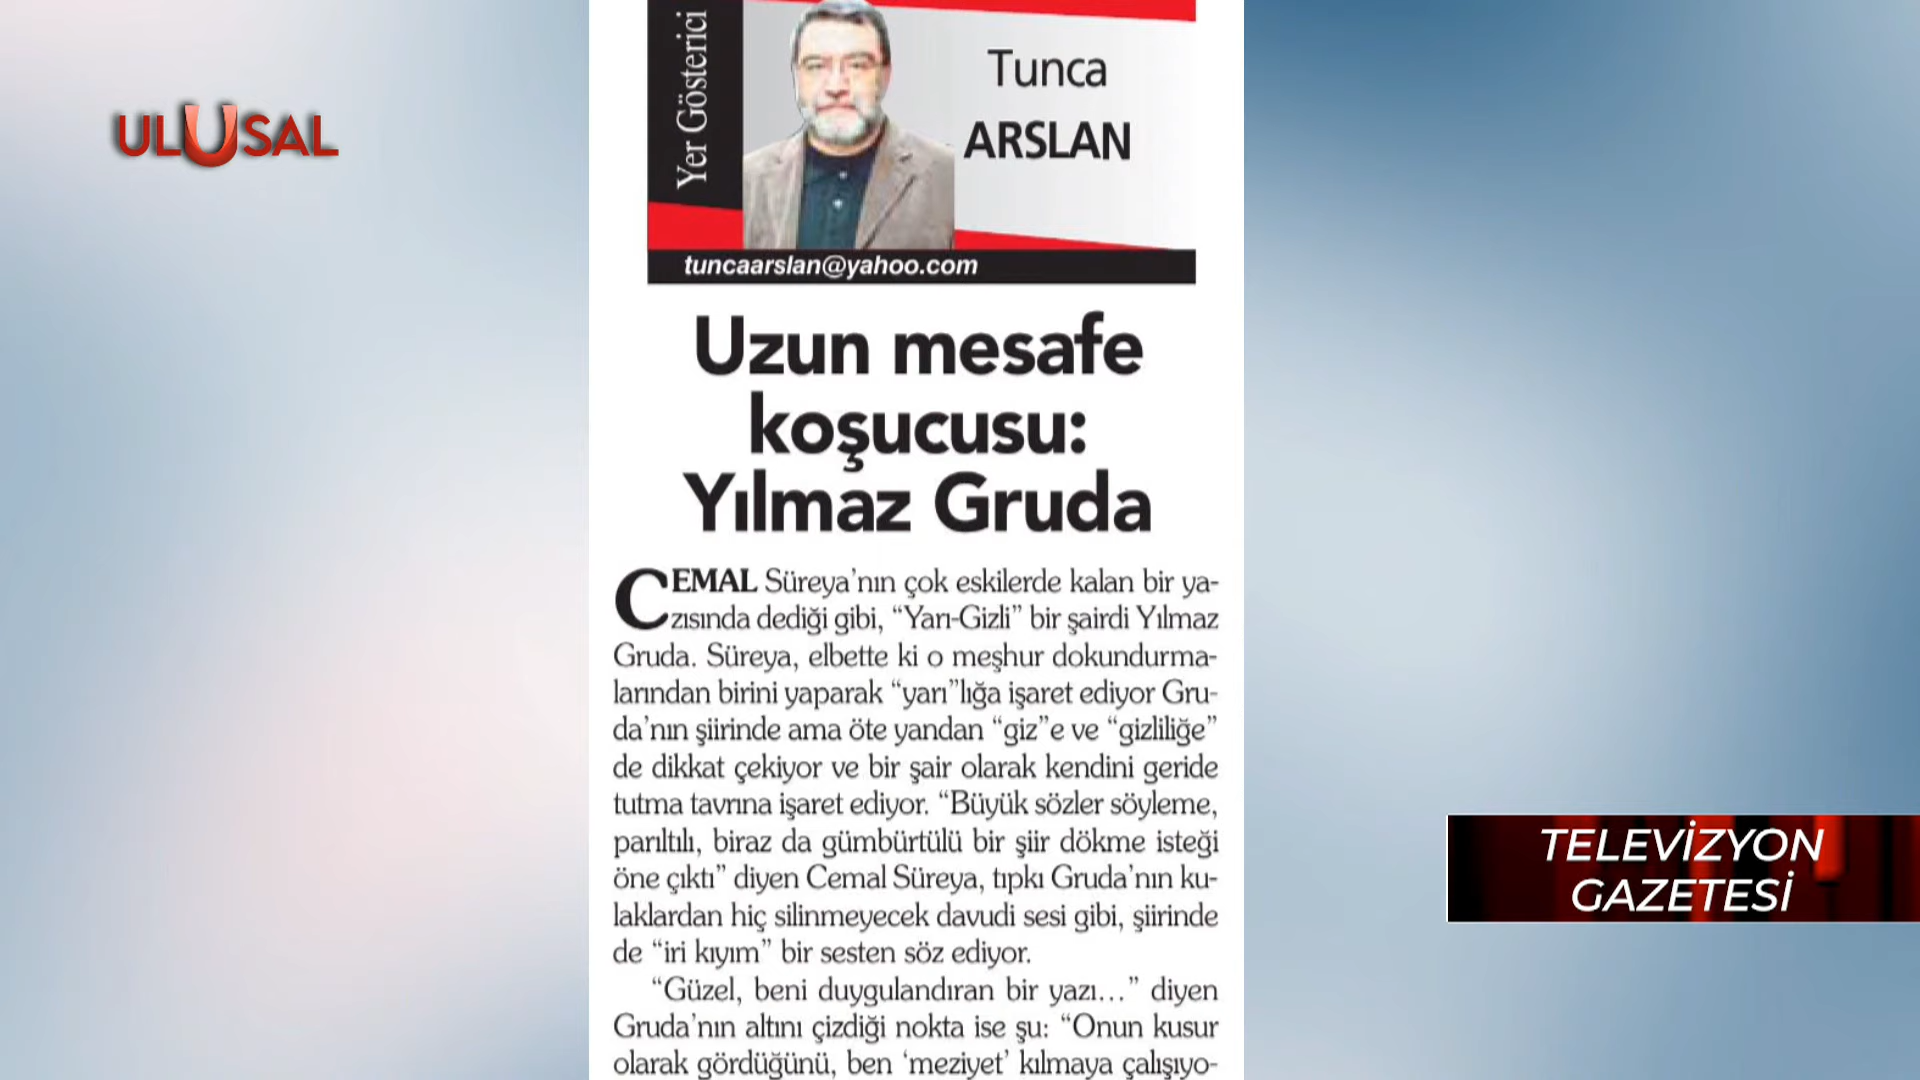 ULUSAL
Yer Gösterici
Tunca
ARSLAN
tuncaarslan@yahoo.com
Uzun mesafe
koşucusu:
Yılmaz Gruda
CEMAL Süreya’nın çok eskilerde kalan bir ya-
zısında dediği gibi, “Yarı-Gizli” bir şairdi Yılmaz
Gruda. Süreya, elbette ki o meşhur dokundurma-
larından birini yaparak “yarı”lığa işaret ediyor Gru-
da’nın şiirinde ama öte yandan “giz”e ve “gizliliğe”
de dikkat çekiyor ve bir şair olarak kendini geride
tutma tavrına işaret ediyor. “Büyük sözler söyleme,
parıltılı, biraz da gümbürtülü bir şiir dökme isteği
öne çıktı” diyen Cemal Süreya, tıpkı Gruda’nın ku-
laklardan hiç silinmeyecek davudi sesi gibi, şiirinde
de “iri kıyım” bir sesten söz ediyor.
“Güzel, beni duygulandıran bir yazı…” diyen
Gruda’nın altını çizdiği nokta ise şu: “Onun kusur
olarak gördüğünü, ben ‘meziyet’ kılmaya çalışıyo-
TELEVİZYON
GAZETESİ